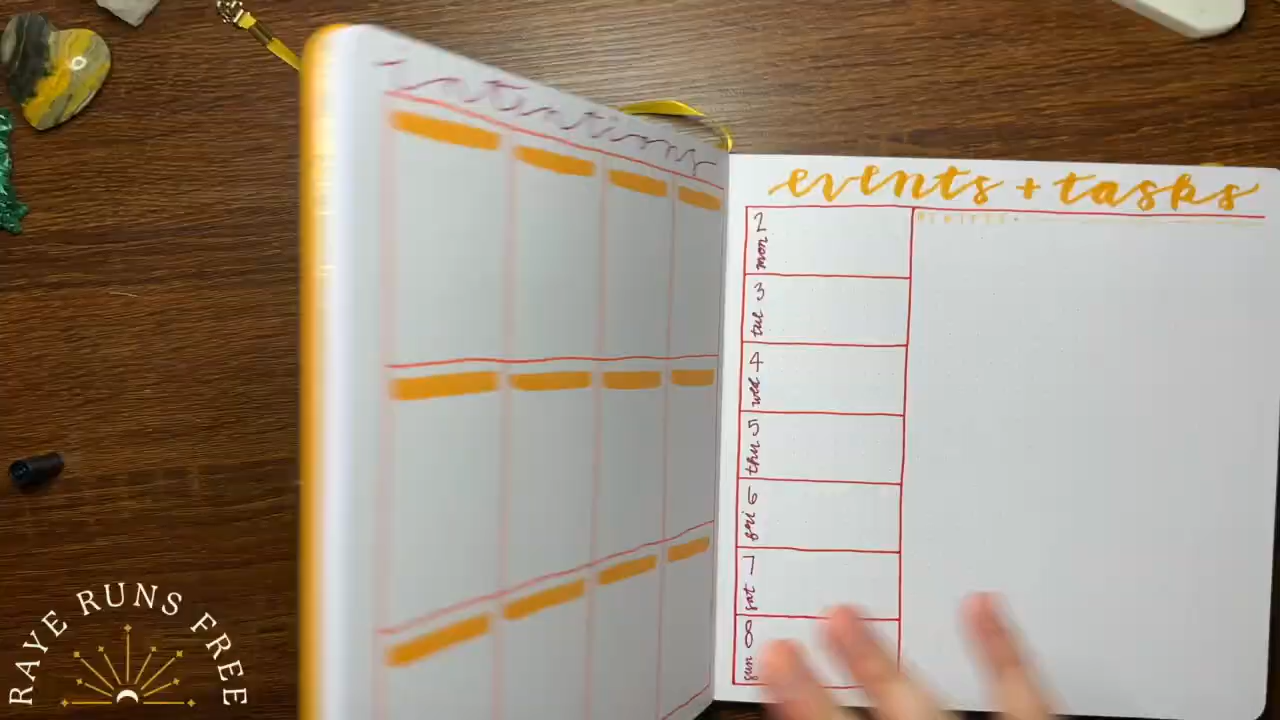 intentions
events + tasks
2 mon
3 tue
4 wed
5 thu
6 fri
7 sat
8 sun
RAYE RUNS FREE